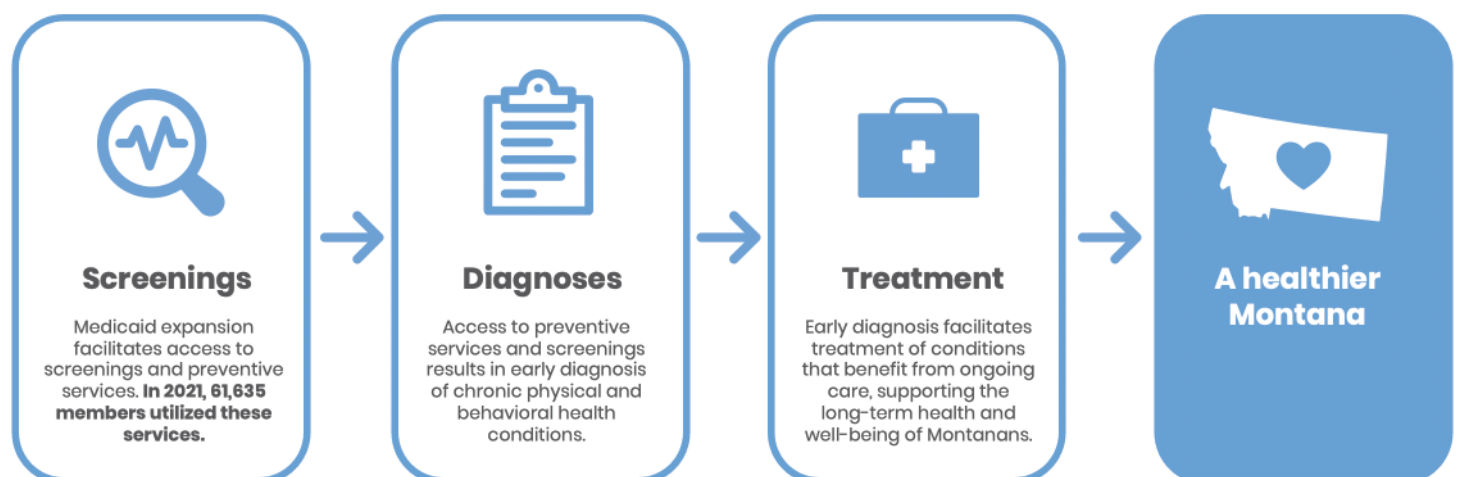 Screenings
Medicaid expansion
facilitates access to
screenings and preventive
services. In 2021, 61,635
members utilized these
services.
Diagnoses
Access to preventive
services and screenings
results in early diagnosis
of chronic physical and
behavioral health
conditions.
Treatment
Early diagnosis facilitates
treatment of conditions
that benefit from ongoing
care, supporting the
long-term health and
well-being of Montanans.
A healthier
Montana